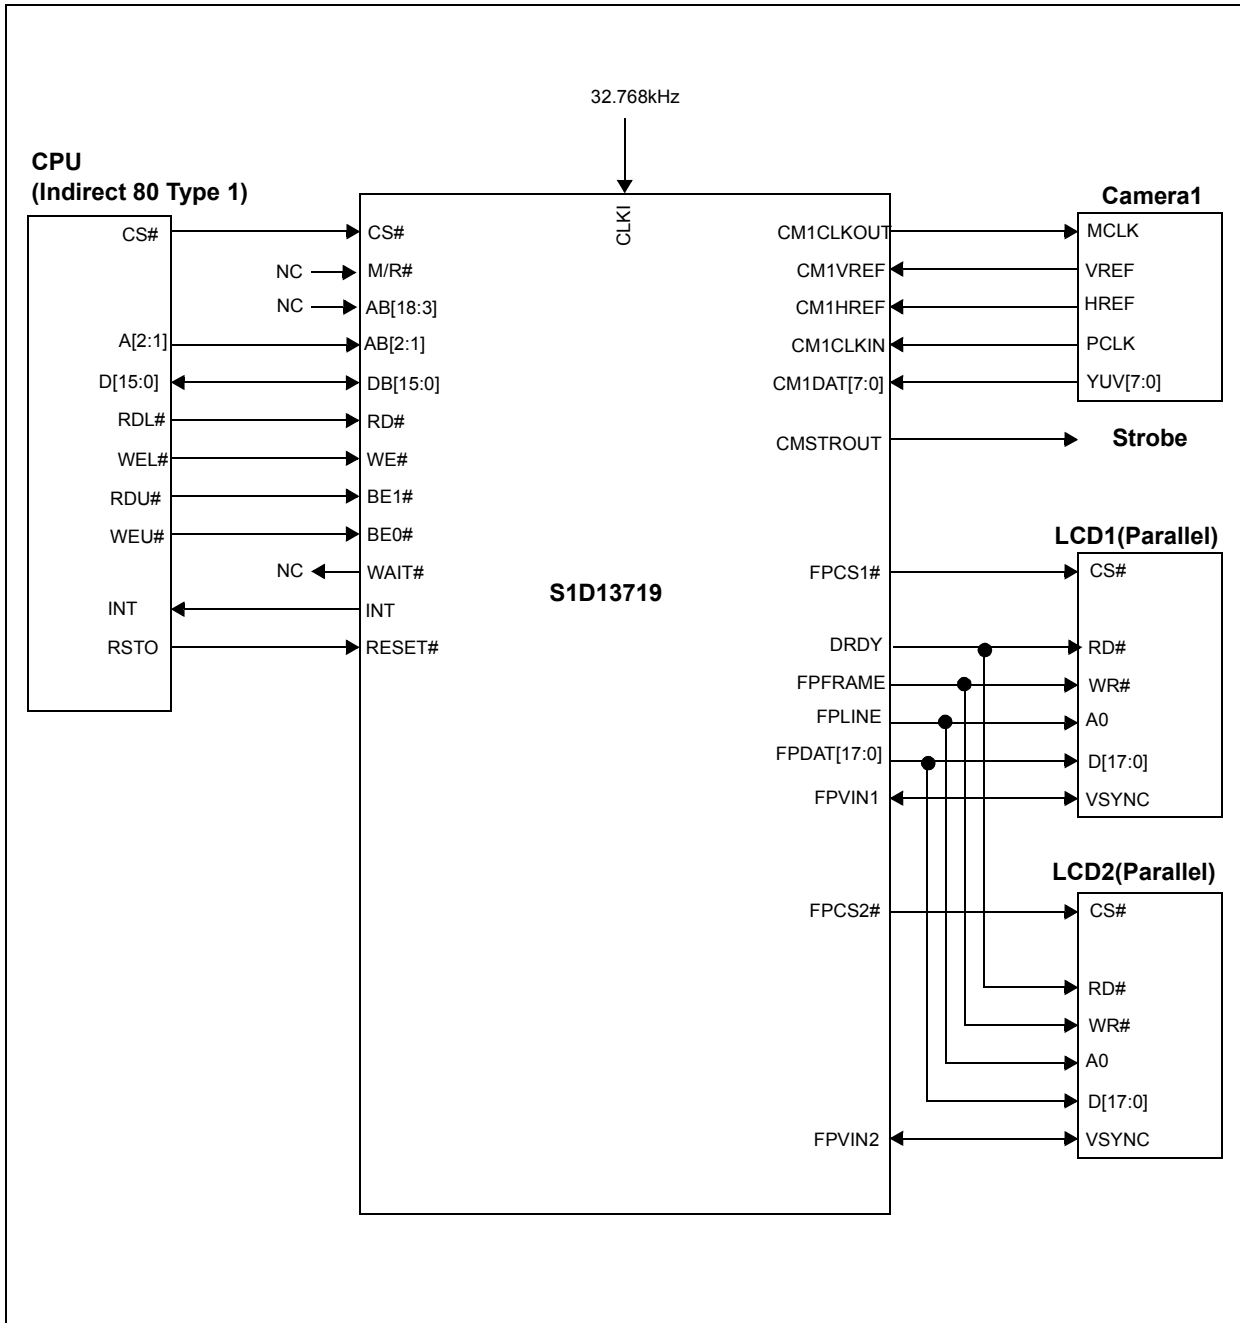 32.768kHz
CPU
(Indirect 80 Type 1)
CS#
A[2:1]
D[15:0]
RDL#
WEL#
RDU#
WEU#
INT
RSTO
NC
NC
NC
CLKI
CS#
M/R#
AB[18:3]
AB[2:1]
DB[15:0]
RD#
WE#
BE1#
BE0#
WAIT#
INT
RESET#
S1D13719
CM1CLKOUT
CM1VREF
CM1HREF
CM1CLKIN
CM1DAT[7:0]
CMSTROUT
FPCS1#
DRDY
FPFRAME
FPLINE
FPDAT[17:0]
FPVIN1
FPCS2#
FPVIN2
Camera1
MCLK
VREF
HREF
PCLK
YUV[7:0]
Strobe
LCD1(Parallel)
CS#
RD#
WR#
A0
D[17:0]
VSYNC
LCD2(Parallel)
CS#
RD#
WR#
A0
D[17:0]
VSYNC